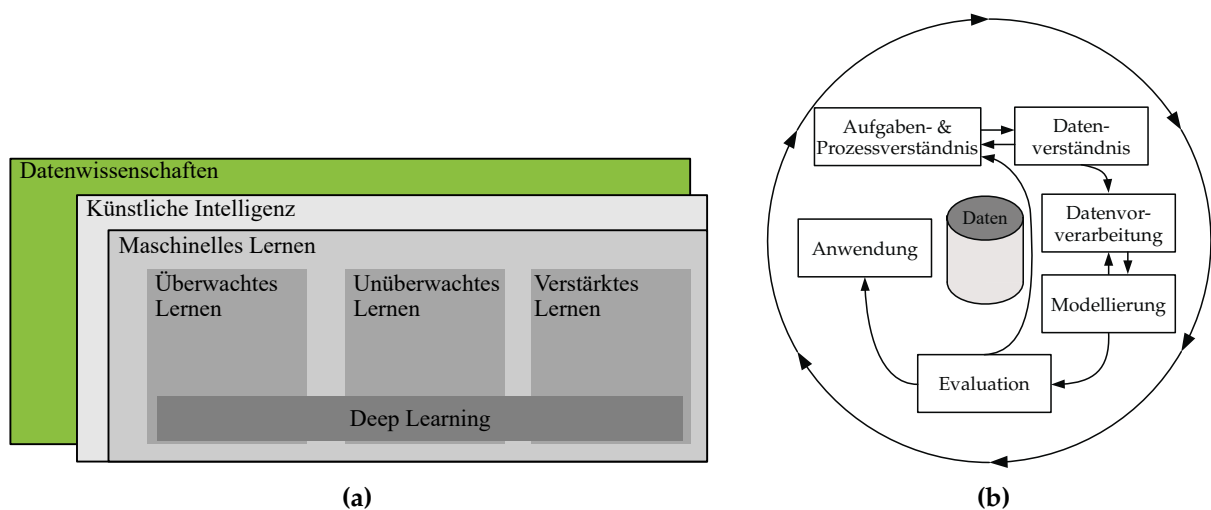 Datenwissenschaften
Künstliche Intelligenz
Maschinelles Lernen
Überwachtes
Lernen
Unüberwachtes
Lernen
Verstärktes
Lernen
Deep Learning
(a)
Aufgaben- &
Prozessverständnis
Daten-
verständnis
Daten
Datenvor-
verarbeitung
Anwendung
Modellierung
Evaluation
(b)